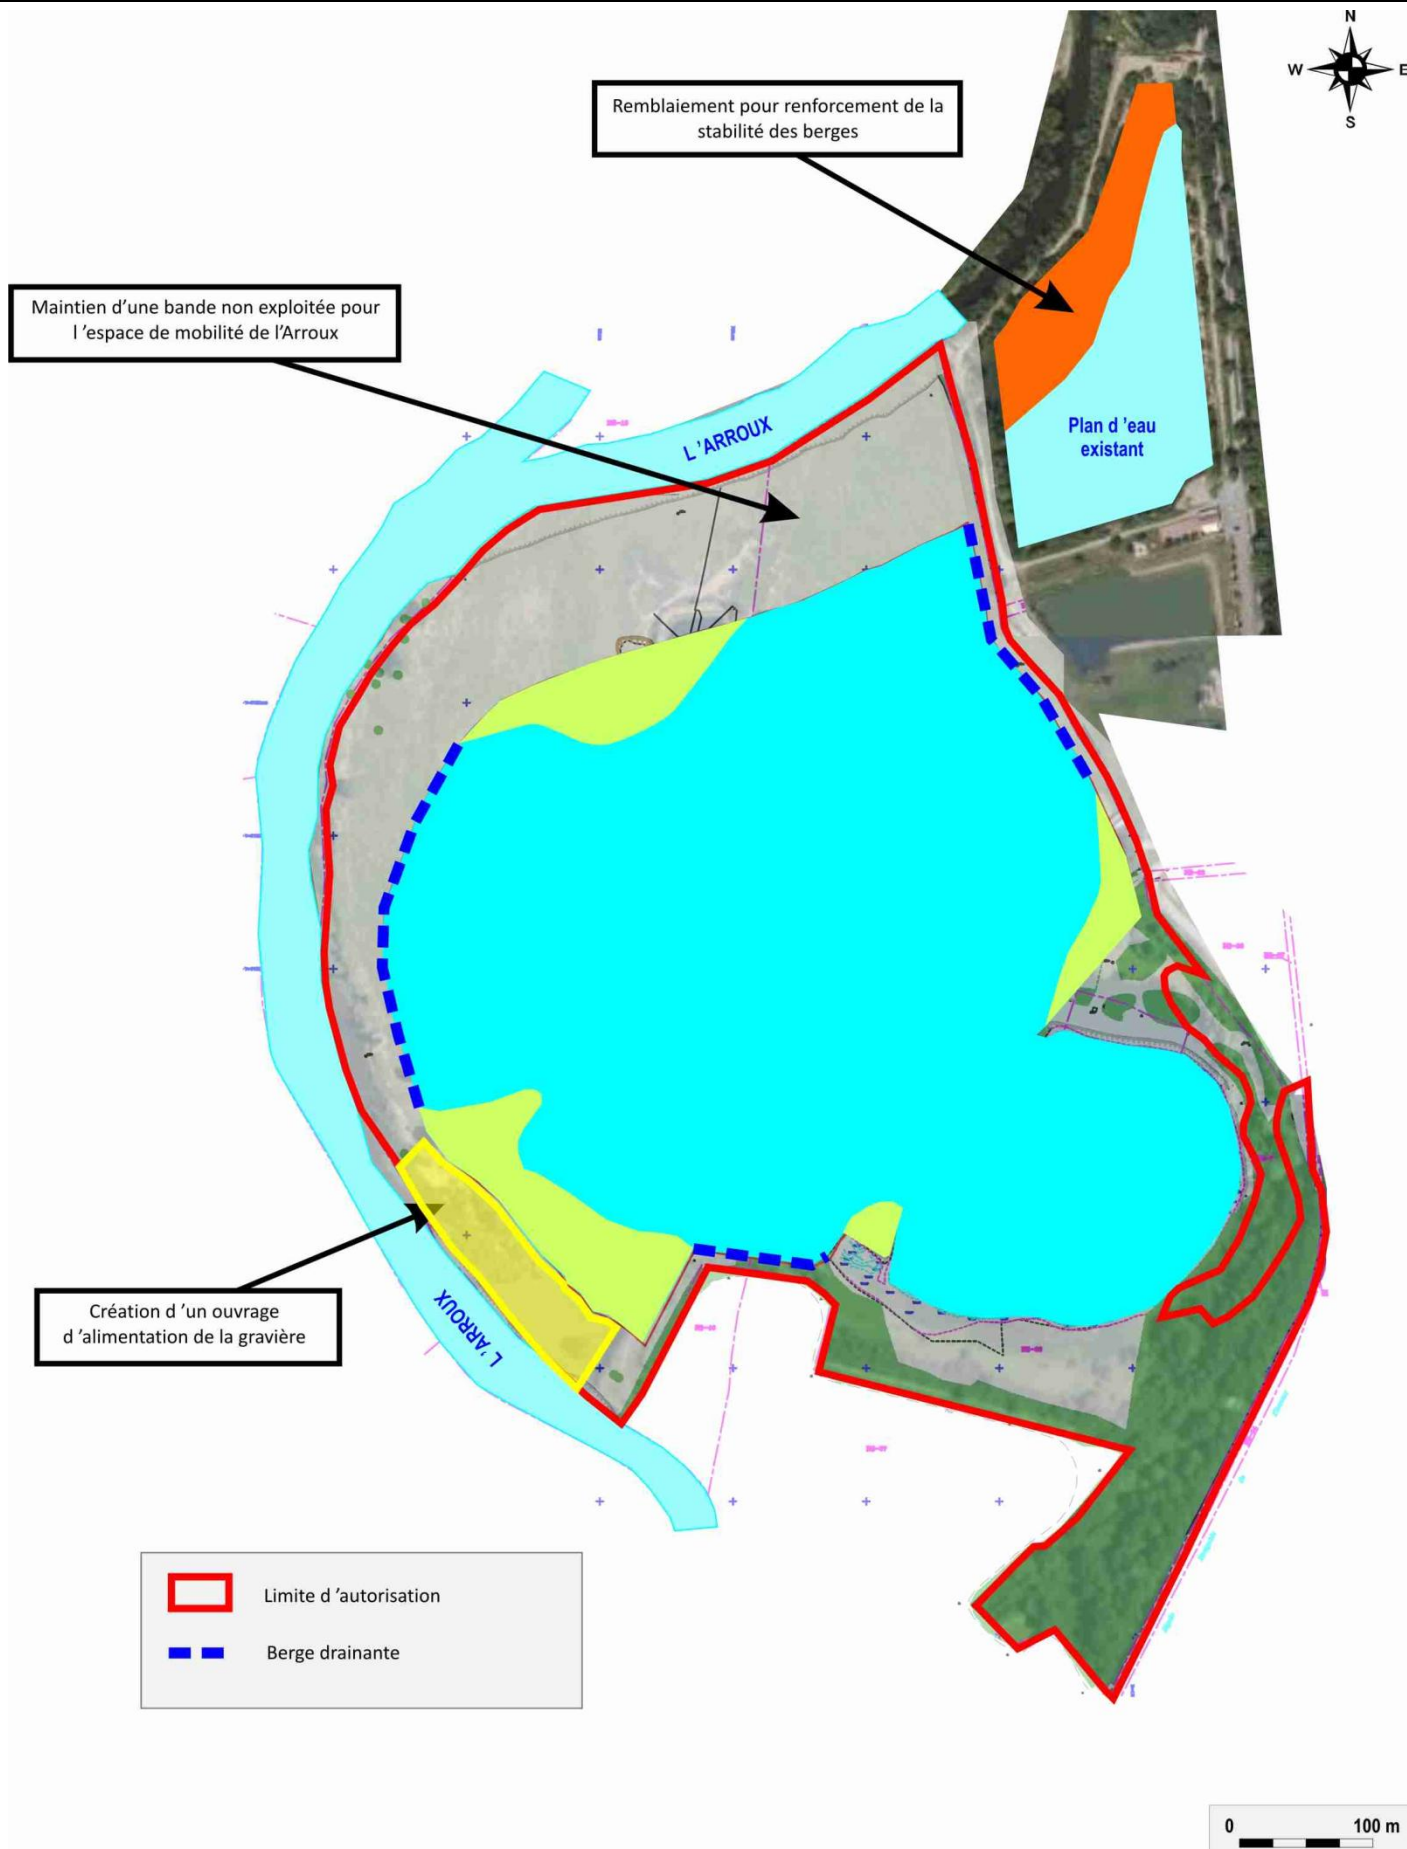 N
W E
S
Remblaiement pour renforcement de la
stabilité des berges
Maintien d'une bande non exploitée pour
l 'espace de mobilité de l'Arroux
L 'ARROUX
Plan d 'eau
existant
Création d 'un ouvrage
d 'alimentation de la gravière
L 'ARROUX
Limite d 'autorisation
Berge drainante
0 100 m